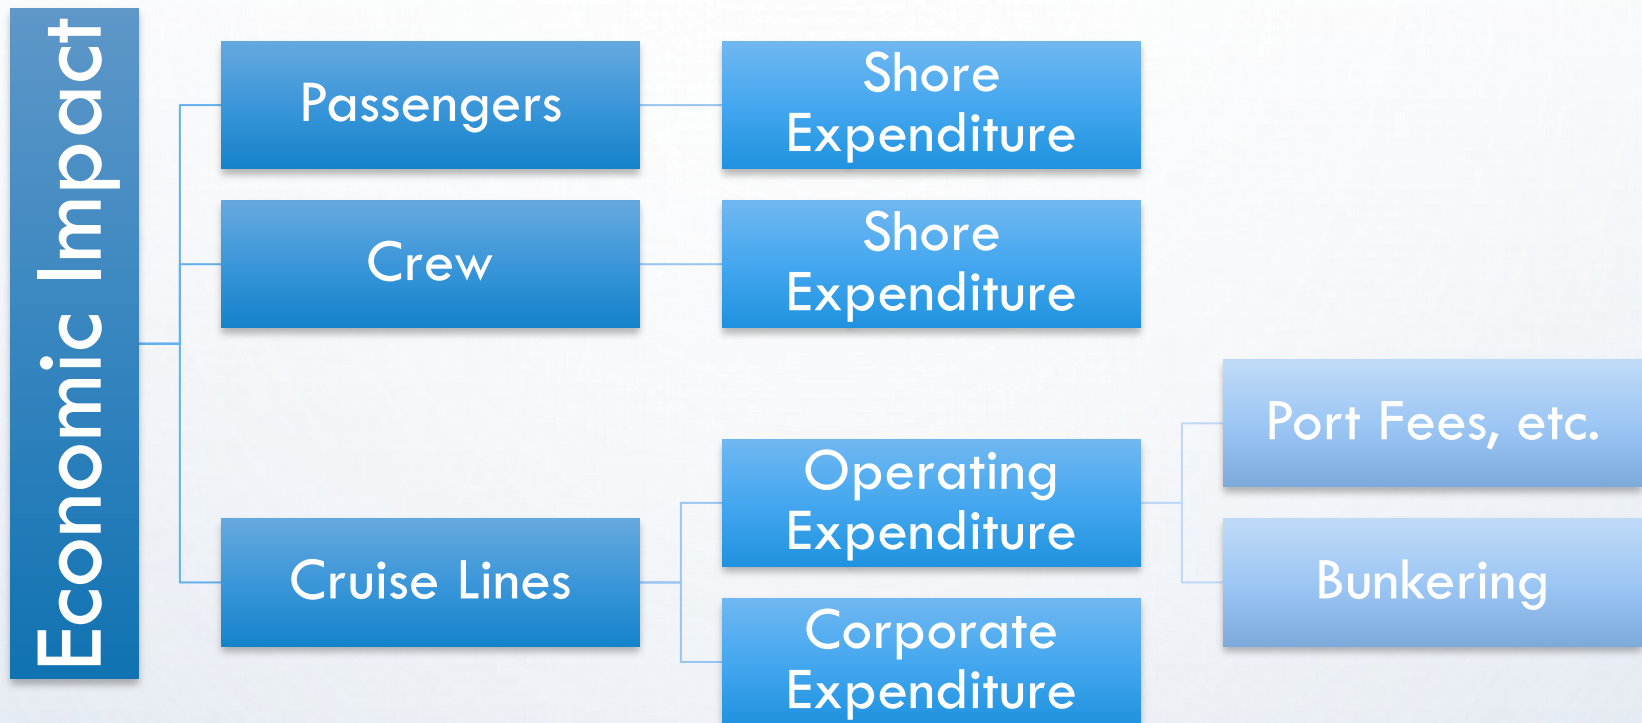 Economic Impact
Passengers
Shore
Expenditure
Crew
Shore
Expenditure
Cruise Lines
Operating
Expenditure
Port Fees, etc.
Bunkering
Corporate
Expenditure